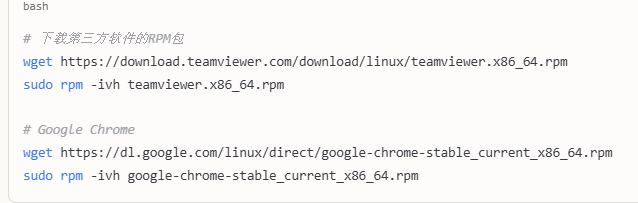 bash
# 下载第三方软件的RPM包
wget https://download.teamviewer.com/download/linux/teamviewer.x86_64.rpm
sudo rpm -ivh teamviewer.x86_64.rpm
# Google Chrome
wget https://dl.google.com/linux/direct/google-chrome-stable_current_x86_64.rpm
sudo rpm -ivh google-chrome-stable_current_x86_64.rpm